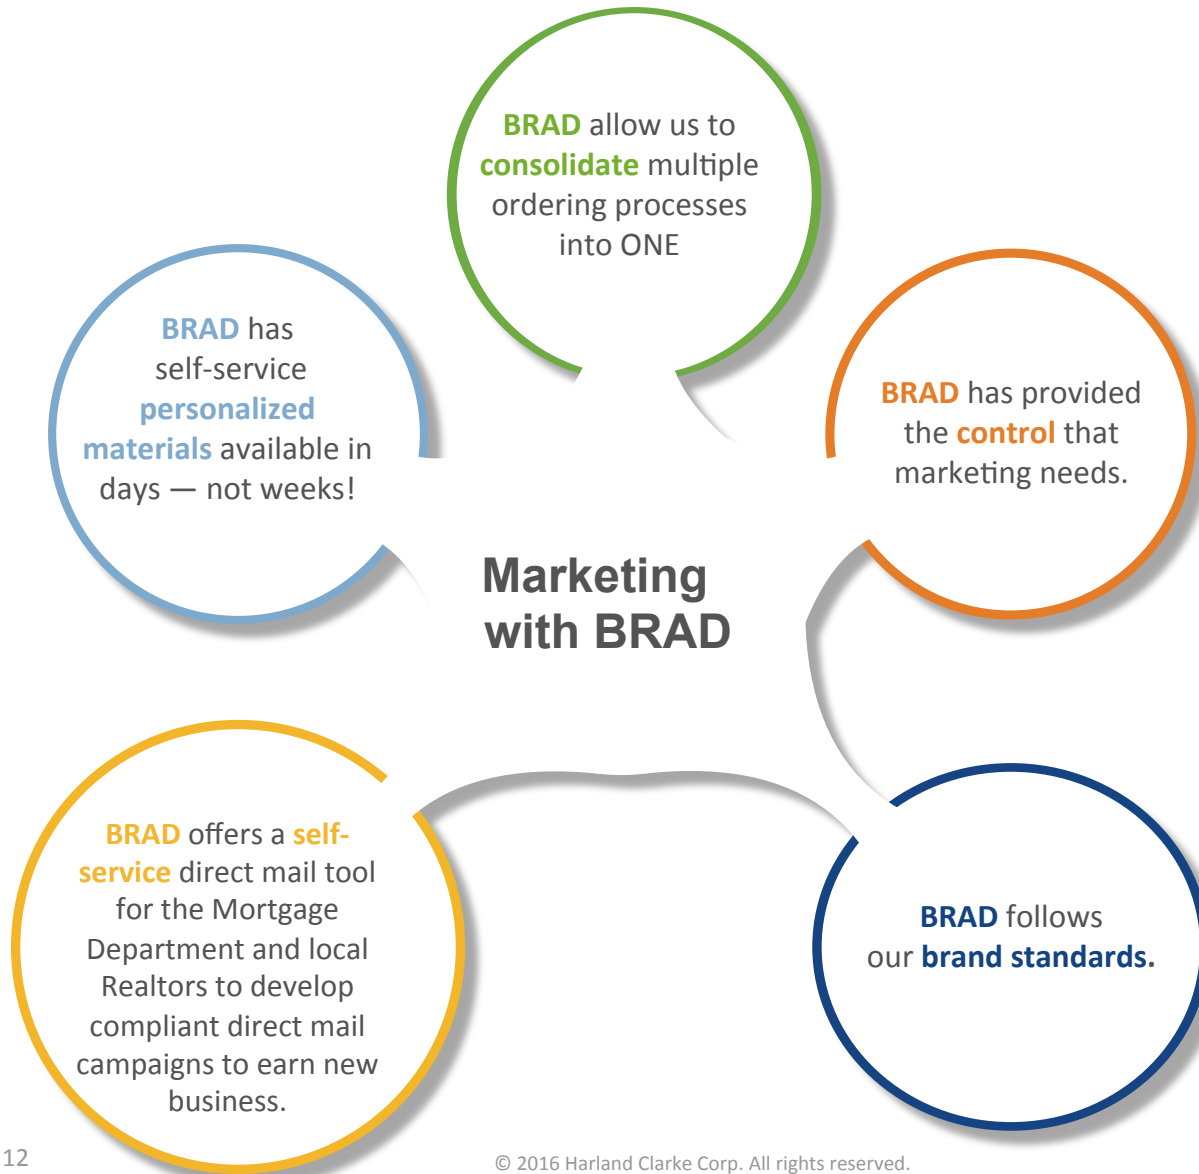 BRAD allow us to
consolidate multiple
ordering processes
into ONE
BRAD has
self-service
personalized
materials available in
days — not weeks!
BRAD has provided
the control that
marketing needs.
Marketing
with BRAD
BRAD offers a self-
service direct mail tool
for the Mortgage
Department and local
Realtors to develop
compliant direct mail
campaigns to earn new
business.
BRAD follows
our brand standards.
12
© 2016 Harland Clarke Corp. All rights reserved.